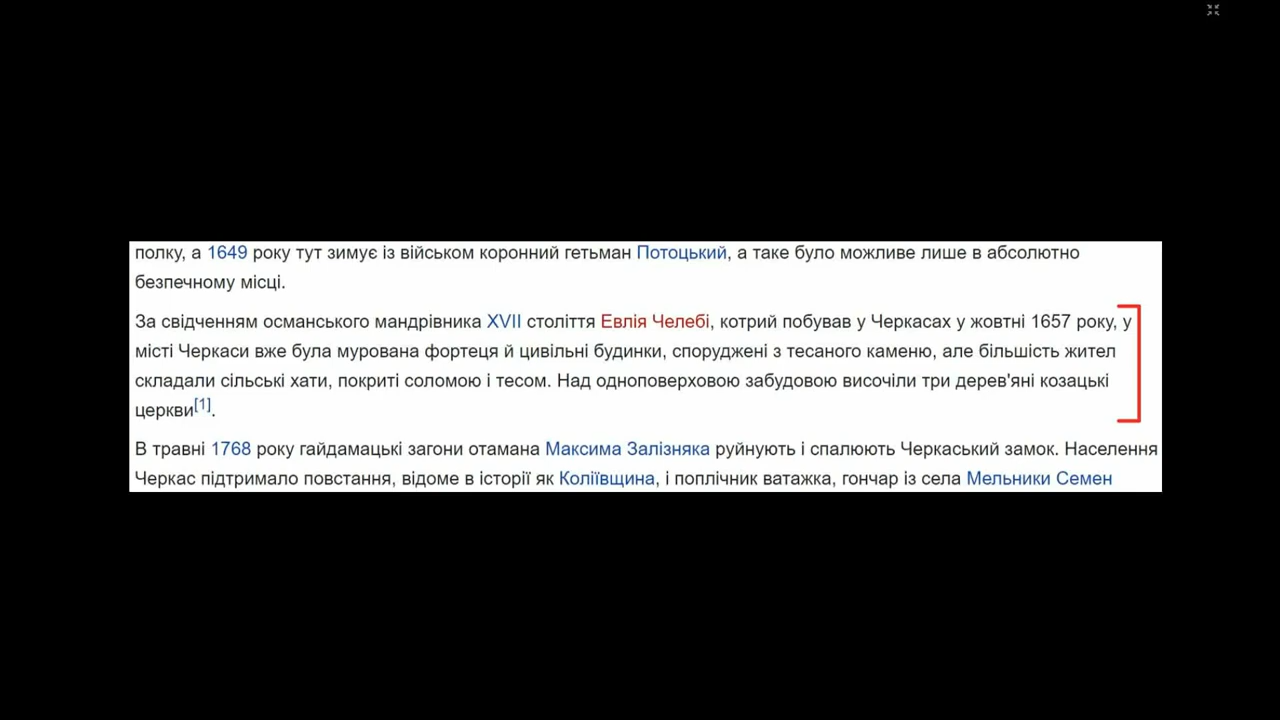 полку, а 1649 року тут зимує із військом коронний гетьман Потоцький, а таке було можливе лише в абсолютно
безпечному місці.
За свідченням османського мандрівника XVII століття Евлія Челебі, котрий побував у Черкасах у жовтні 1657 року, у
місті Черкаси вже була мурована фортеця й цивільні будинки, споруджені з тесаного каменю, але більшість жител
складали сільські хати, покриті соломою і тесом. Над одноповерховою забудовою височіли три дерев'яні козацькі
церкви[1].
В травні 1768 року гайдамацькі загони отамана Максима Залізняка руйнують і спалюють Черкаський замок. Населення
Черкас підтримало повстання, відоме в історії як Коліївщина, і поплічник ватажка, гончар із села Мельники Семен